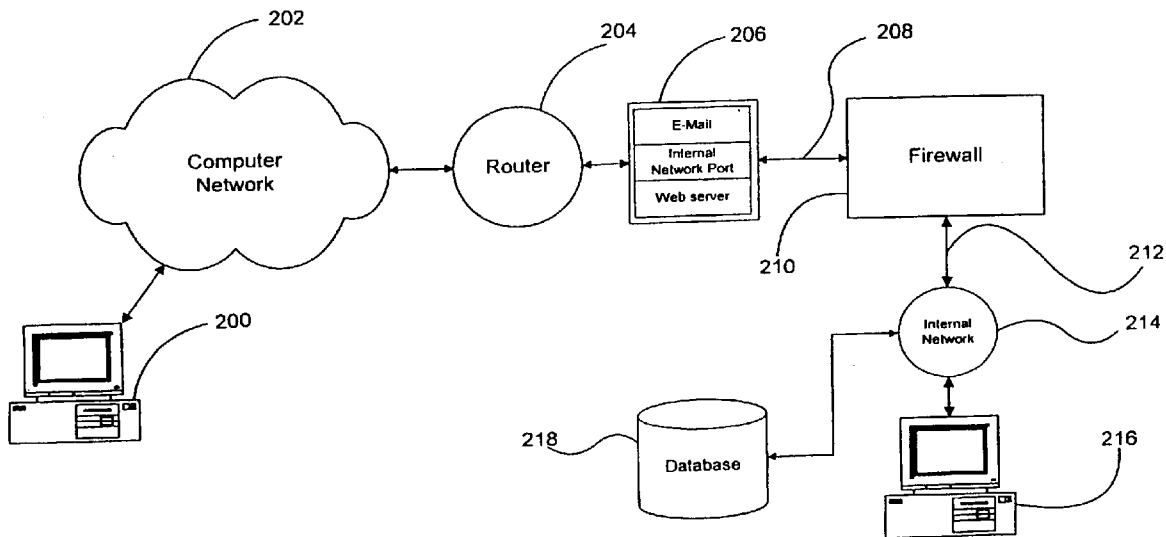 202
204
206
208
Computer
Network
Router
E-Mail
Internal
Network Port
Web server
Firewall
210
212
200
Internal
Network
214
218
Database
216